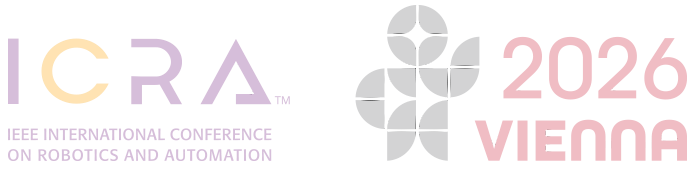 ICRA™
IEEE INTERNATIONAL CONFERENCE
ON ROBOTICS AND AUTOMATION
2026
VIENNA